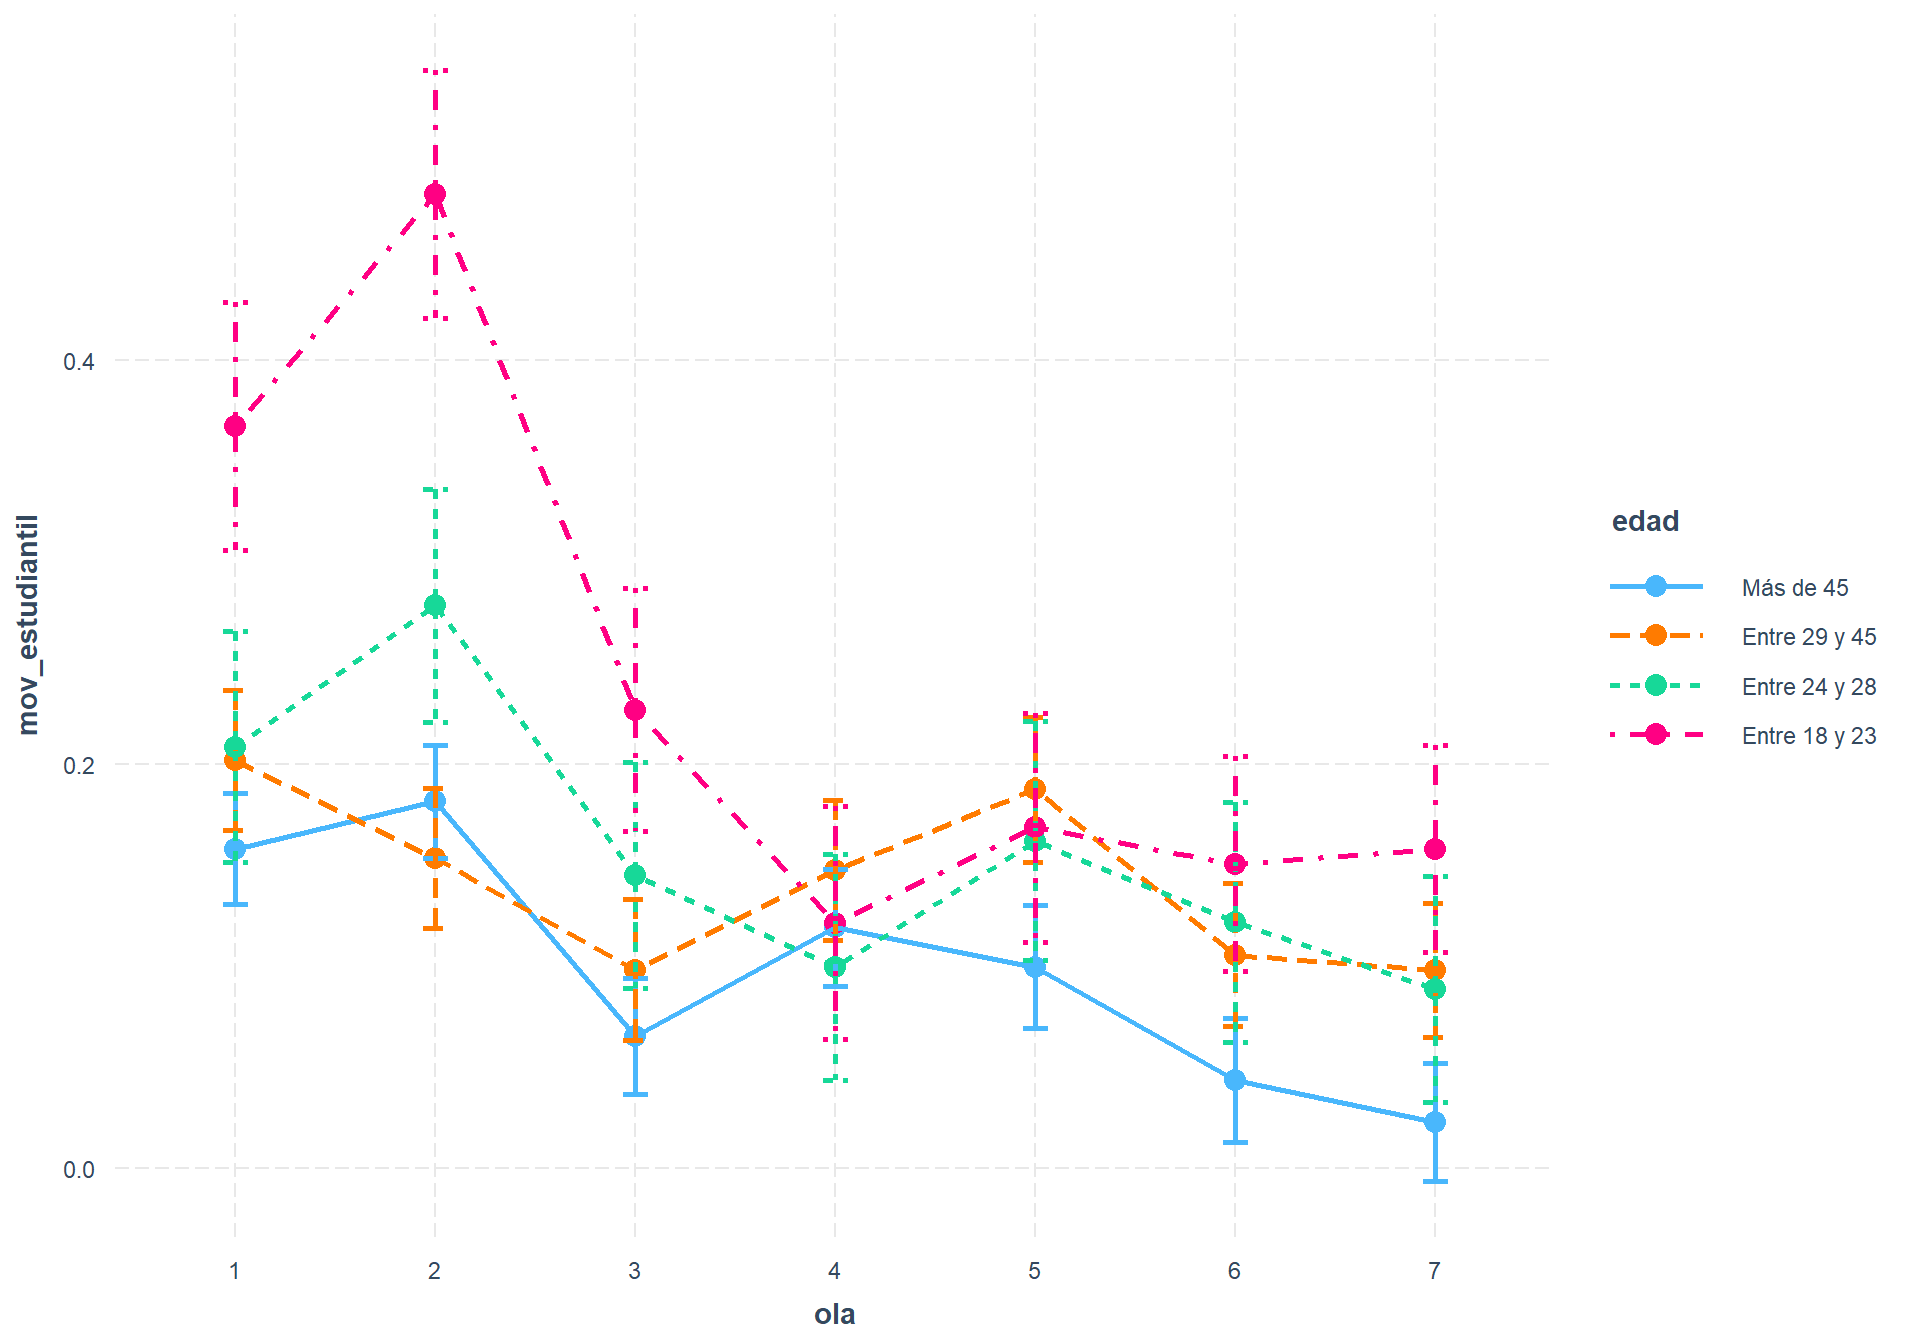 mov_estudiantil
0.4
0.2
0.0
1 2 3 4 5 6 7
ola
edad
Más de 45
Entre 29 y 45
Entre 24 y 28
Entre 18 y 23